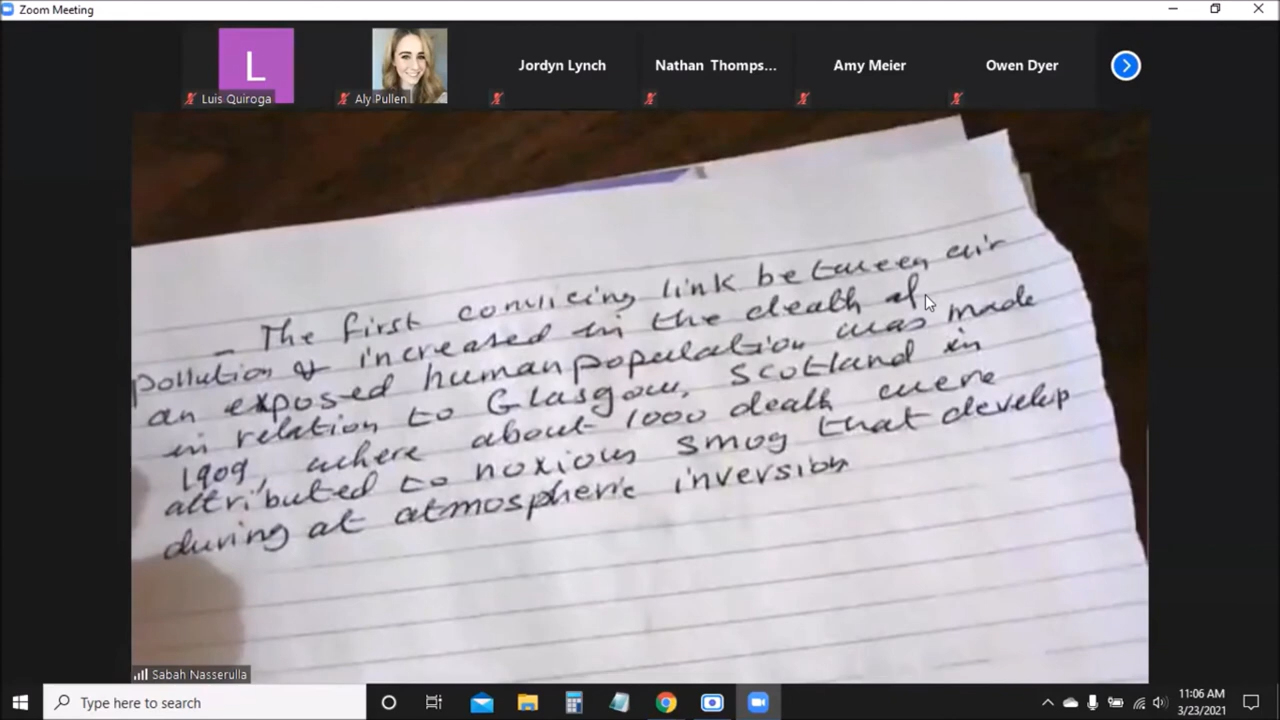 Zoom Meeting
L
Luis Quiroga
Aly Pullen
Jordyn Lynch
Nathan Thomps...
Amy Meier
Owen Dyer
_ The first convicing link between air
pollution & increased in the death of
an exposed human population was made
in relation to Glasgow, Scotland in
1909, where about 1000 death were
attributed to noxious smog that develop
during at atmospheric inversion
Sabah Nasserulla
Type here to search
11:06 AM
3/23/2021